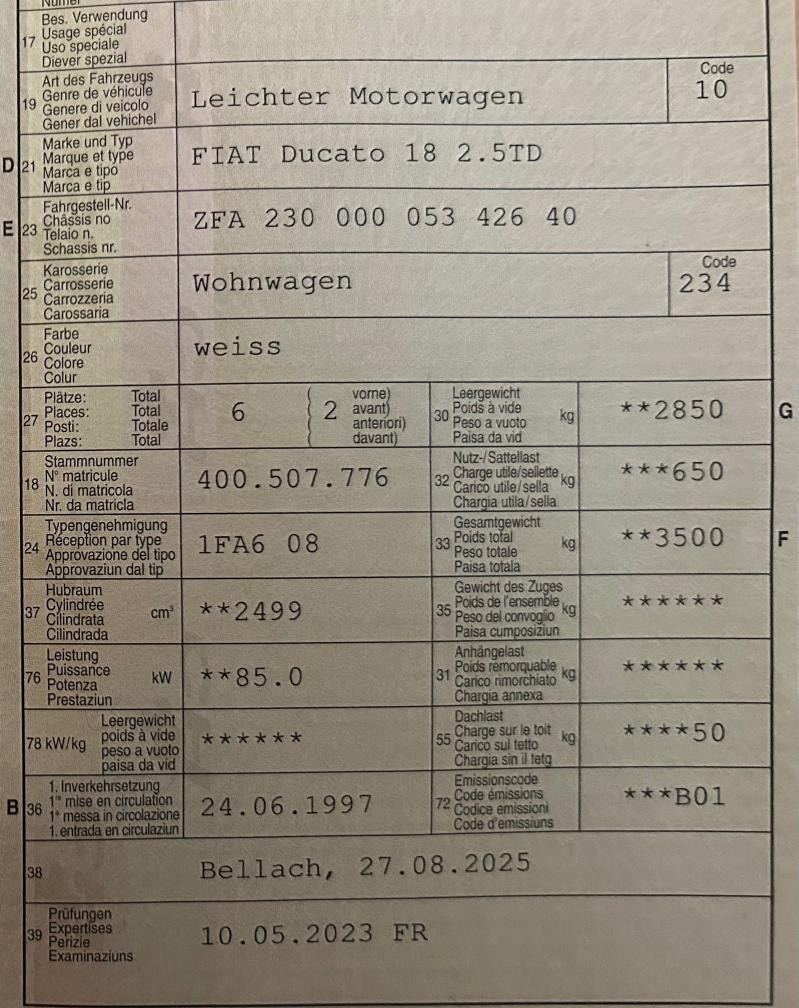 Bes. Verwendung
17 Usage spécial
Uso speciale
Diever spezial
Art des Fahrzeugs
19 Genre de véhicule
Genere di veicolo
Gener dal vehichel
Leichter Motorwagen
Code
10
Marke und Typ
D 21 Marque et type
Marca e tipo
Marca e tip
FIAT Ducato 18 2.5TD
Fahrgestell-Nr.
E 23 Châssis no
Telaio n.
Schassis nr.
ZFA 230 000 053 426 40
Karosserie
25 Carrosserie
Carrozzeria
Carossaria
Wohnwagen
Code
234
Farbe
26 Couleur
Colore
Colur
weiss
27 Plätze: Total
Places: Total
Posti: Totale
Plazs: Total
6
( 2 vorne)
avant)
anteriori)
davant)
Leergewicht
30 Poids à vide kg
Peso a vuoto
Paisa da vid
**2850
G
Stammnummer
18 N° matricule
N. di matricola
Nr. da matricla
400.507.776
Nutz-/Sattellast
32 Charge utile/sellette kg
Carico utile/sella
Chargia utila/sella
***650
Typengenehmigung
24 Réception par type
Approvazione del tipo
Approvaziun dal tip
1FA6 08
Gesamtgewicht
33 Poids total kg
Peso totale
Paisa totala
**3500
F
Hubraum
37 Cylindrée cm³
Cilindrata
Cilindrada
**2499
Gewicht des Zuges
35 Poids de l'ensemble kg
Peso del convoglio
Paisa cumposiziun
******
Leistung
76 Puissance kW
Potenza
Prestaziun
**85.0
Anhängelast
31 Poids remorquable kg
Carico rimorchiato
Chargia annexa
******
78 kW/kg Leergewicht
poids à vide
peso a vuoto
paisa da vid
******
Dachlast
55 Charge sur le toit kg
Carico sul tetto
Chargia sin il tetg
****50
1. Inverkehrsetzung
B 36 1re mise en circulation
1a messa in circolazione
1. entrada en circulaziun
24.06.1997
Emissionscode
72 Code émissions
Codice emissioni
Code d'emissiuns
***B01
38
Bellach, 27.08.2025
Prüfungen
39 Expertises
Perizie
Examinaziuns
10.05.2023 FR